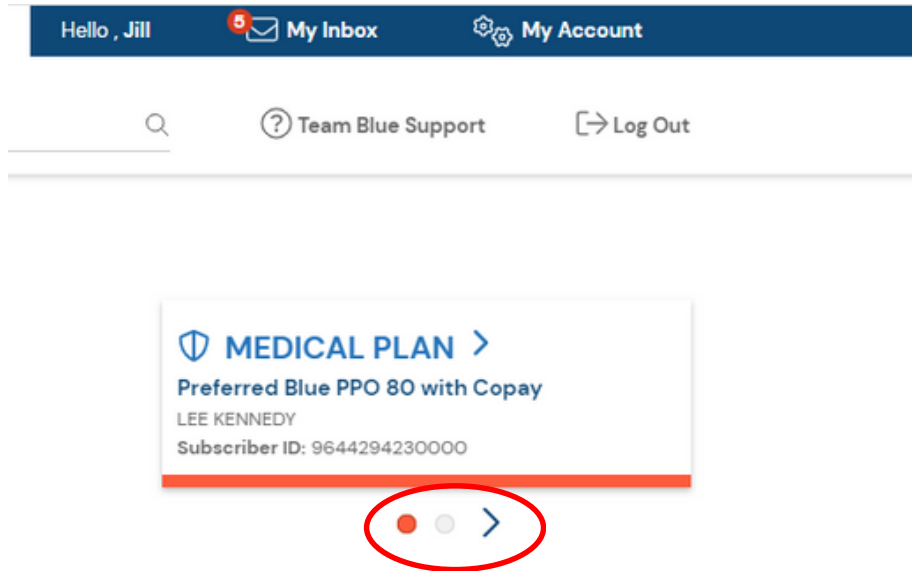 Hello , Jill 5 My Inbox My Account
Team Blue Support Log Out
MEDICAL PLAN
Preferred Blue PPO 80 with Copay
LEE KENNEDY
Subscriber ID: 9644294230000